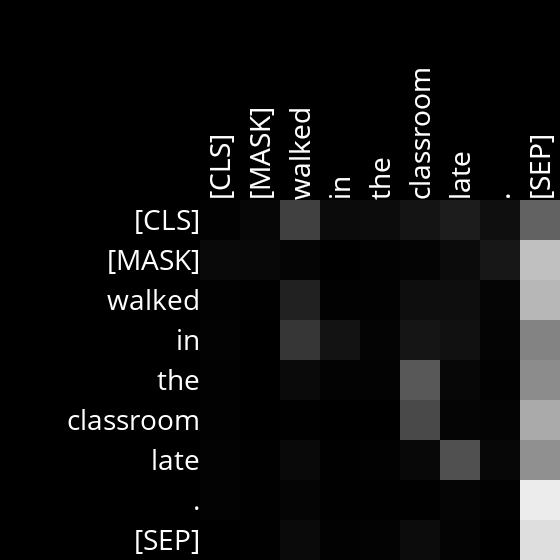 [CLS]
[MASK]
walked
in
the
classroom
late
.
[SEP]
[CLS]
[MASK]
walked
in
the
classroom
late
.
[SEP]